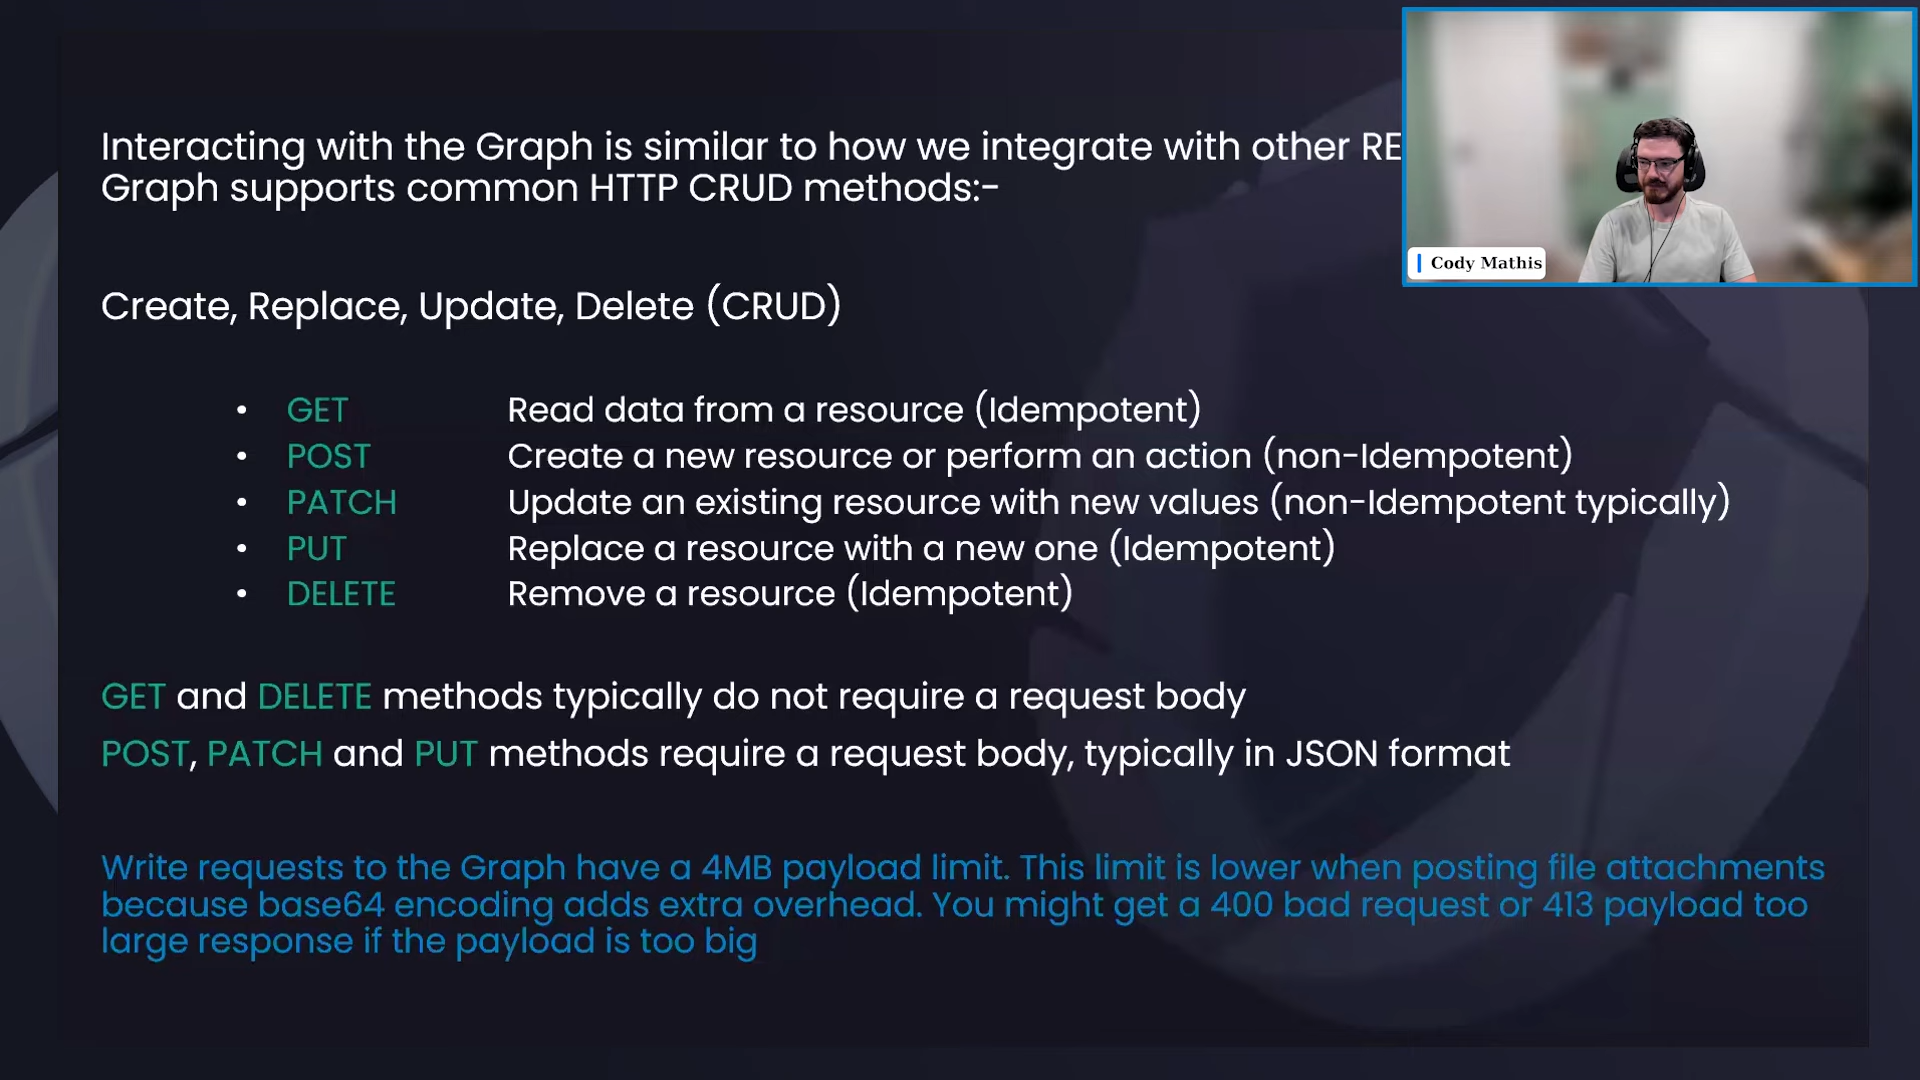 Interacting with the Graph is similar to how we integrate with other RE
Graph supports common HTTP CRUD methods:-
Cody Mathis
Create, Replace, Update, Delete (CRUD)
• GET Read data from a resource (Idempotent)
• POST Create a new resource or perform an action (non-Idempotent)
• PATCH Update an existing resource with new values (non-Idempotent typically)
• PUT Replace a resource with a new one (Idempotent)
• DELETE Remove a resource (Idempotent)
GET and DELETE methods typically do not require a request body
POST, PATCH and PUT methods require a request body, typically in JSON format
Write requests to the Graph have a 4MB payload limit. This limit is lower when posting file attachments
because base64 encoding adds extra overhead. You might get a 400 bad request or 413 payload too
large response if the payload is too big